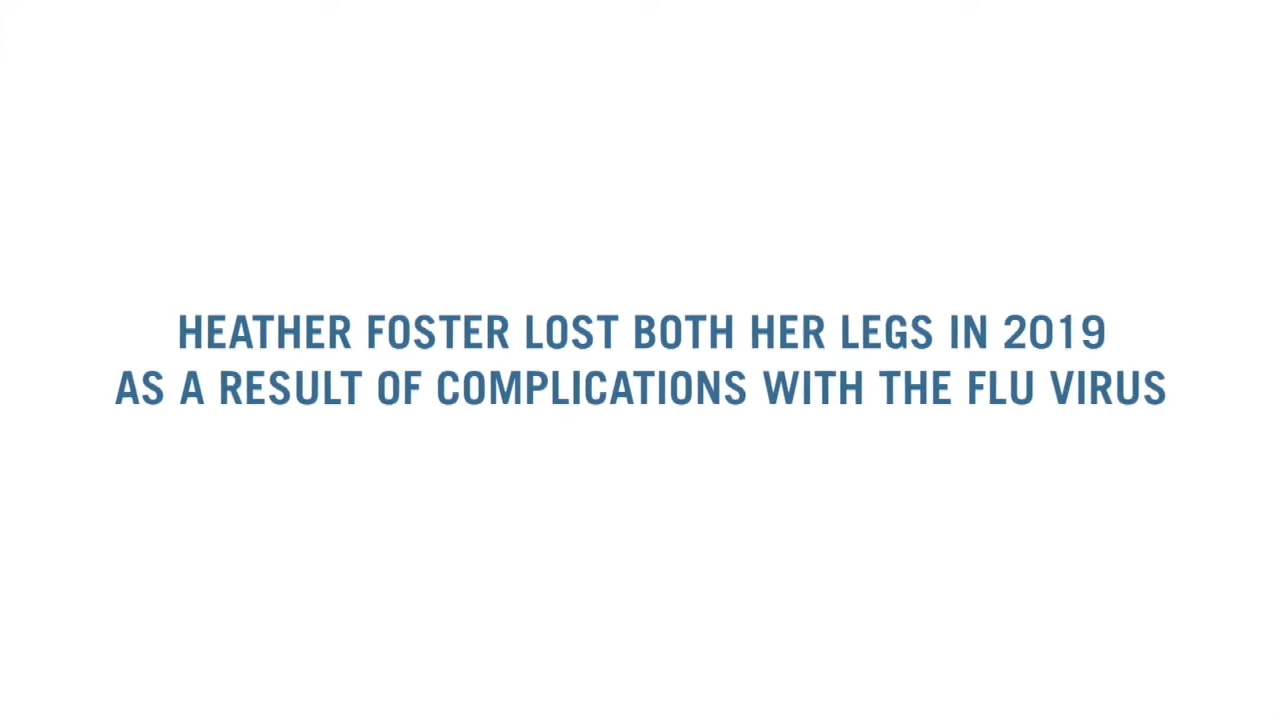 HEATHER FOSTER LOST BOTH HER LEGS IN 2019
AS A RESULT OF COMPLICATIONS WITH THE FLU VIRUS